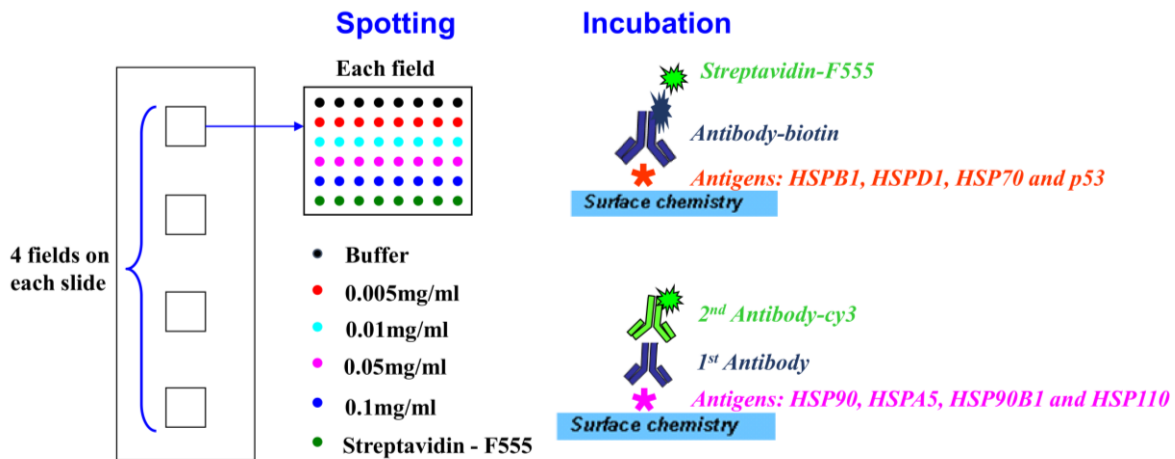 Spotting
Incubation
Each field
4 fields on
each slide
Buffer
0.005mg/ml
0.01mg/ml
0.05mg/ml
0.1mg/ml
Streptavidin - F555
Streptavidin-F555
Antibody-biotin
Antigens: HSPB1, HSPD1, HSP70 and p53
Surface chemistry
2nd Antibody-cy3
1st Antibody
Antigens: HSP90, HSPA5, HSP90B1 and HSP110
Surface chemistry